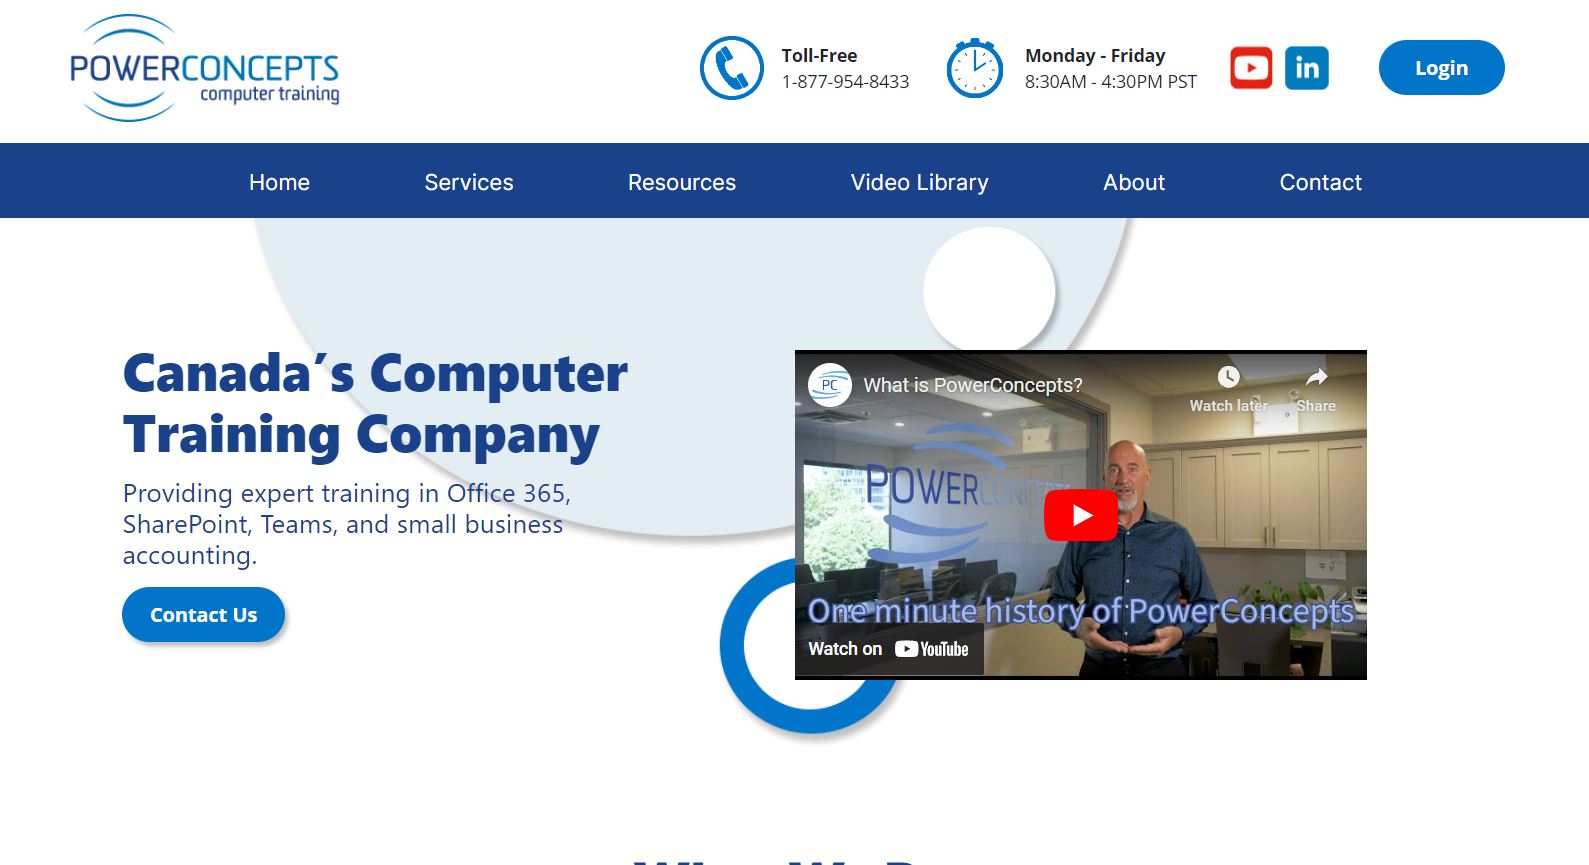 POWERCONCEPTS
computer training
Toll-Free
1-877-954-8433
Monday - Friday
8:30AM - 4:30PM PST
in
Login
Home
Services
Resources
Video Library
About
Contact
Canada’s Computer
Training Company
Providing expert training in Office 365,
SharePoint, Teams, and small business
accounting.
Contact Us
PC
What is PowerConcepts?
Watch later
Share
POWERCONCEPTS
One minute history of PowerConcepts
Watch on YouTube